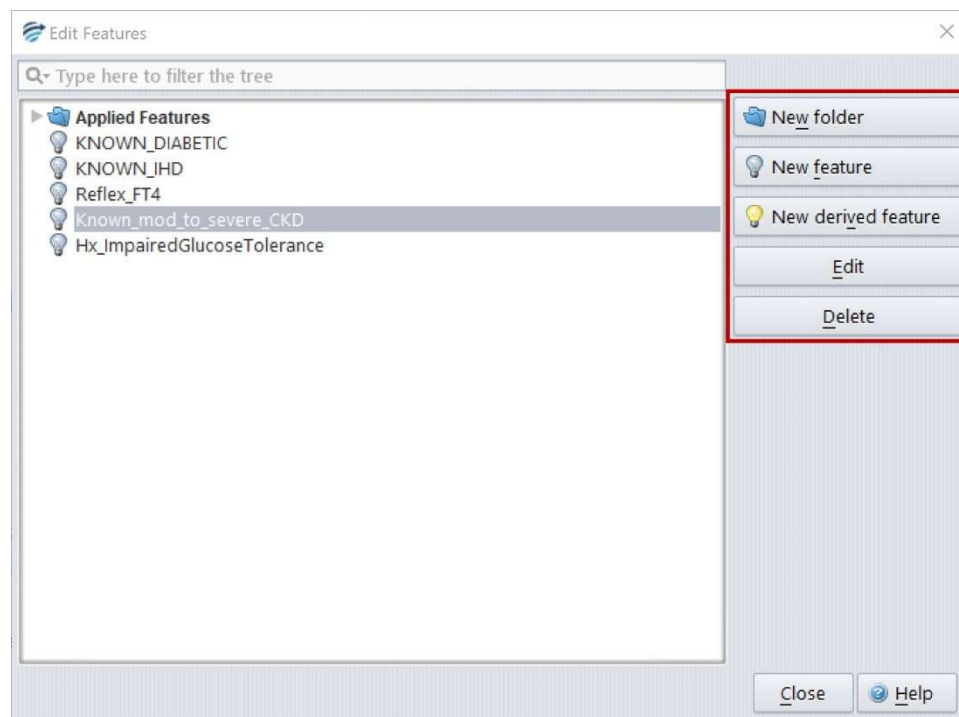 Edit Features
Type here to filter the tree
Applied Features
KNOWN_DIABETIC
KNOWN_IHD
Reflex_FT4
Known_mod_to_severe_CKD
Hx_ImpairedGlucoseTolerance
New folder
New feature
New derived feature
Edit
Delete
Close
Help